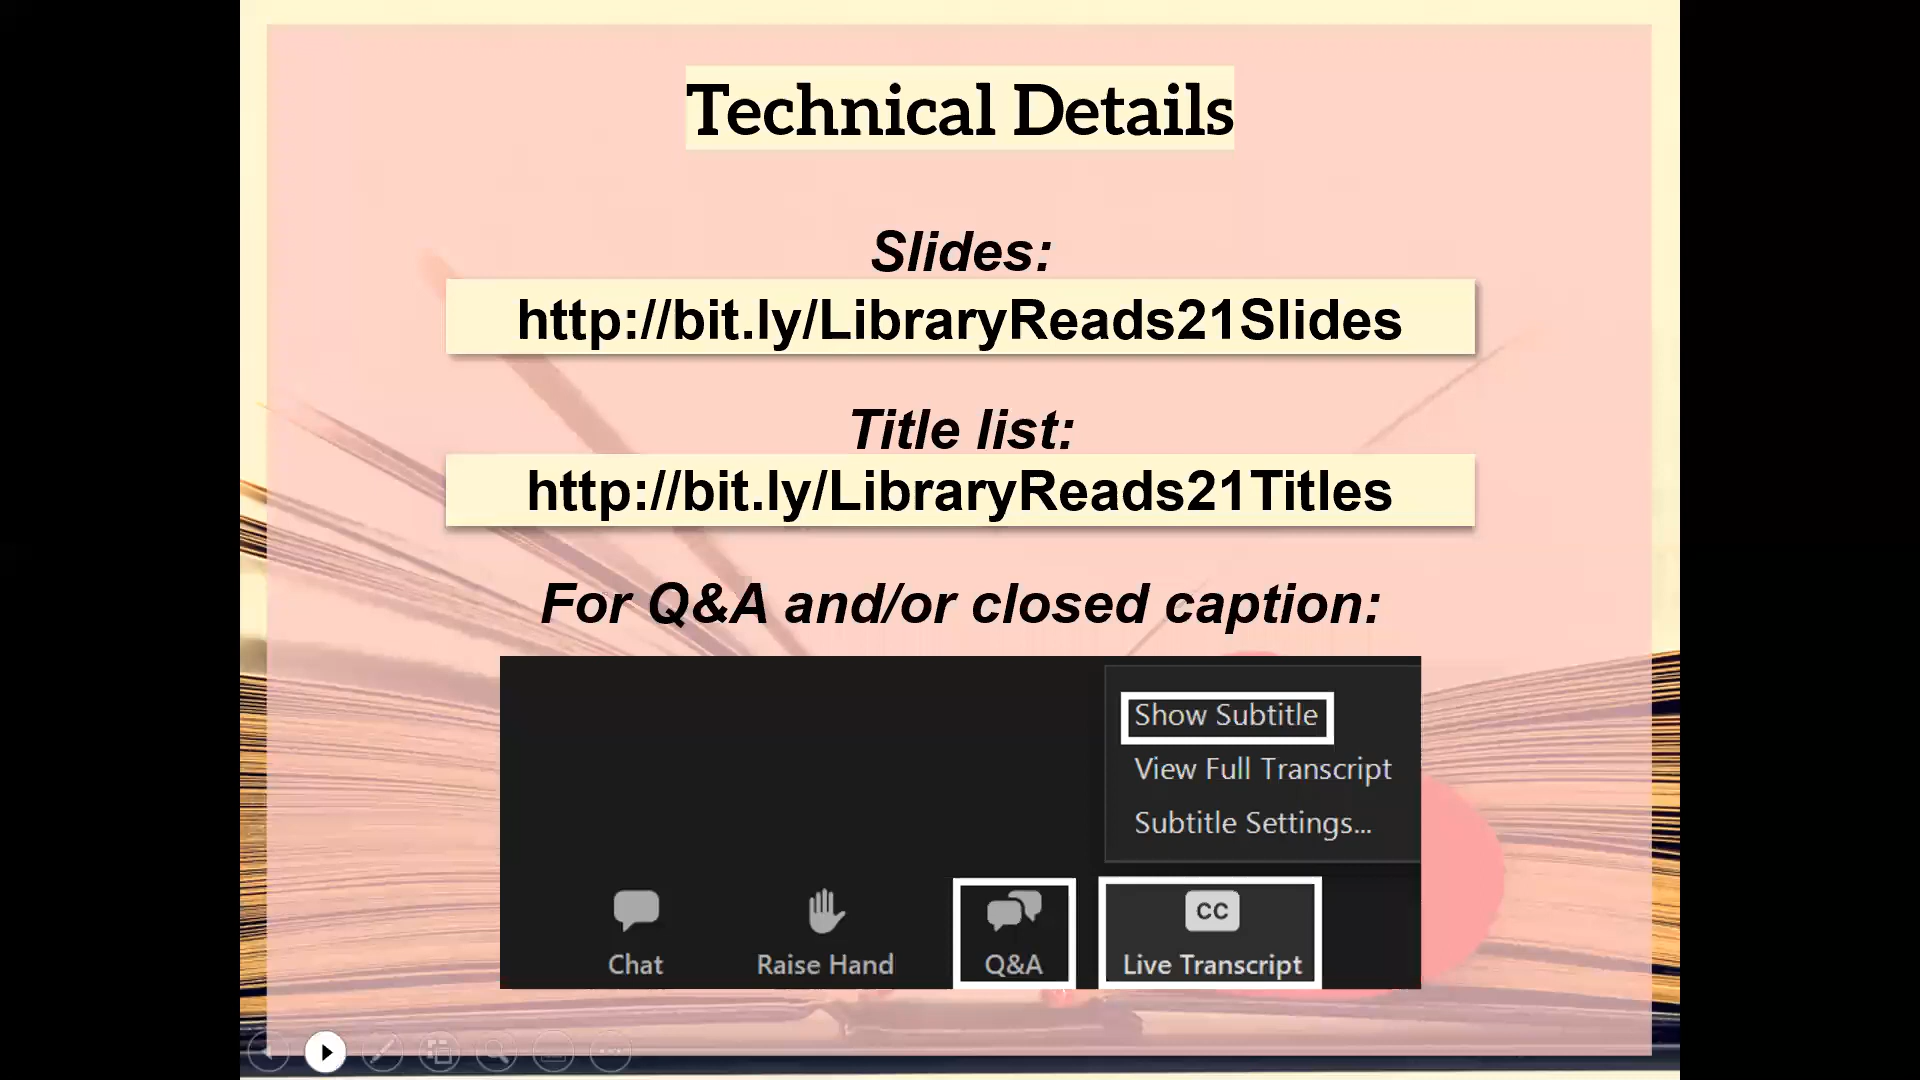 Technical Details
Slides:
http://bit.ly/LibraryReads21Slides
Title list:
http://bit.ly/LibraryReads21Titles
For Q&A and/or closed caption:
Show Subtitle
View Full Transcript
Subtitle Settings...
CC
Chat
Raise Hand
Q&A
Live Transcript